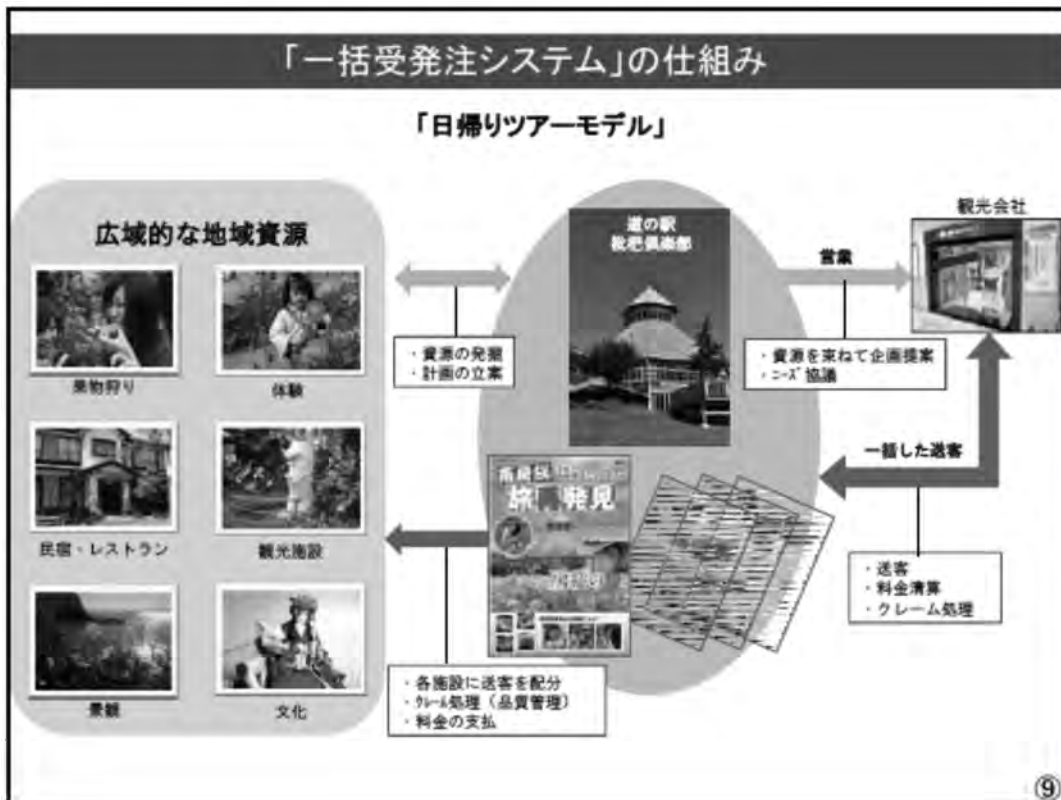 「一括受発注システム」の仕組み
「日帰りツアーモデル」
広域的な地域資源
果物狩り
体験
民宿・レストラン
観光施設
景観
文化
・資源の発掘
・計画の立案
道の駅
枇杷倶楽部
営業
観光会社
・資源を束ねて企画提案
・ニーズ協議
一括した送客
・送客
・料金清算
・クレーム処理
旅 発見
・各施設に送客を配分
・クレーム処理（品質管理）
・料金の支払
⑨